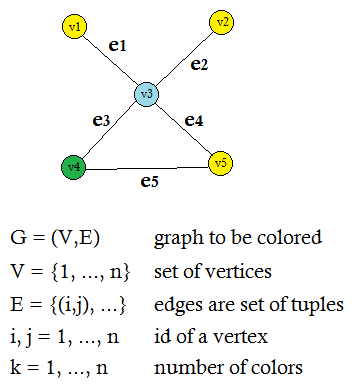 v1
v2
e1
e2
v3
e3
e4
v4
v5
e5
G = (V,E) graph to be colored
V = {1, ..., n} set of vertices
E = {(i,j), ...} edges are set of tuples
i, j = 1, ..., n id of a vertex
k = 1, ..., n number of colors